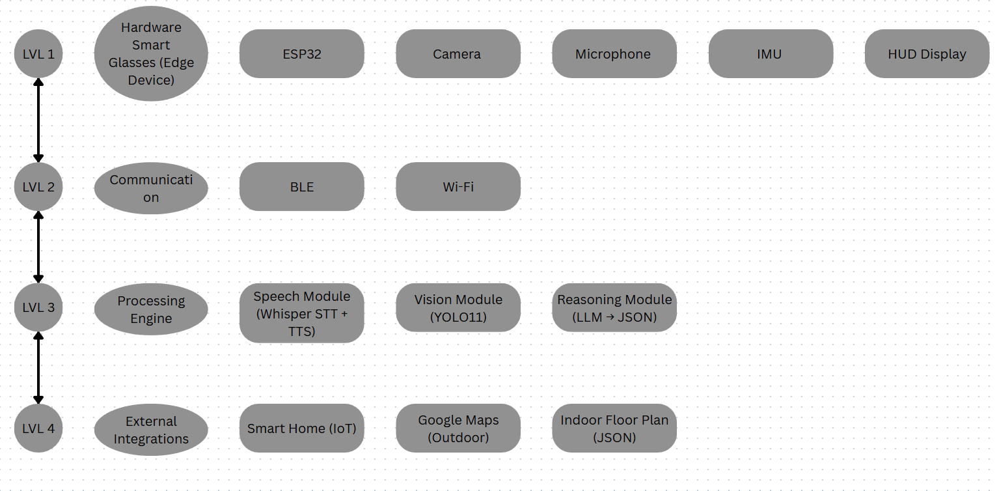 LVL 1
Hardware
Smart
Glasses (Edge
Device)
ESP32
Camera
Microphone
IMU
HUD Display
LVL 2
Communicati
on
BLE
Wi-Fi
LVL 3
Processing
Engine
Speech Module
(Whisper STT +
TTS)
Vision Module
(YOLO11)
Reasoning Module
(LLM → JSON)
LVL 4
External
Integrations
Smart Home (IoT)
Google Maps
(Outdoor)
Indoor Floor Plan
(JSON)